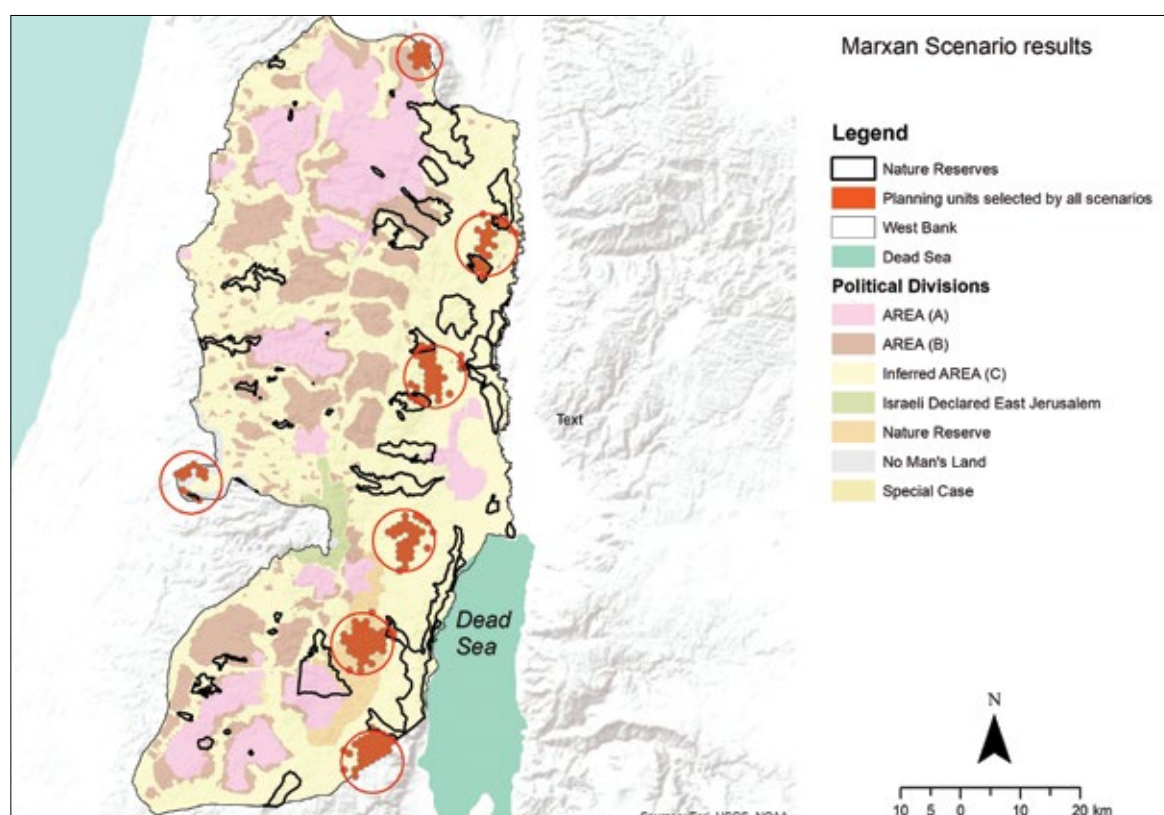 Marxan Scenario results
Legend
Nature Reserves
Planning units selected by all scenarios
West Bank
Dead Sea
Political Divisions
AREA (A)
AREA (B)
Inferred AREA (C)
Israeli Declared East Jerusalem
Nature Reserve
No Man's Land
Special Case
Text
Dead
Sea
N
10 5 0 10 20 km